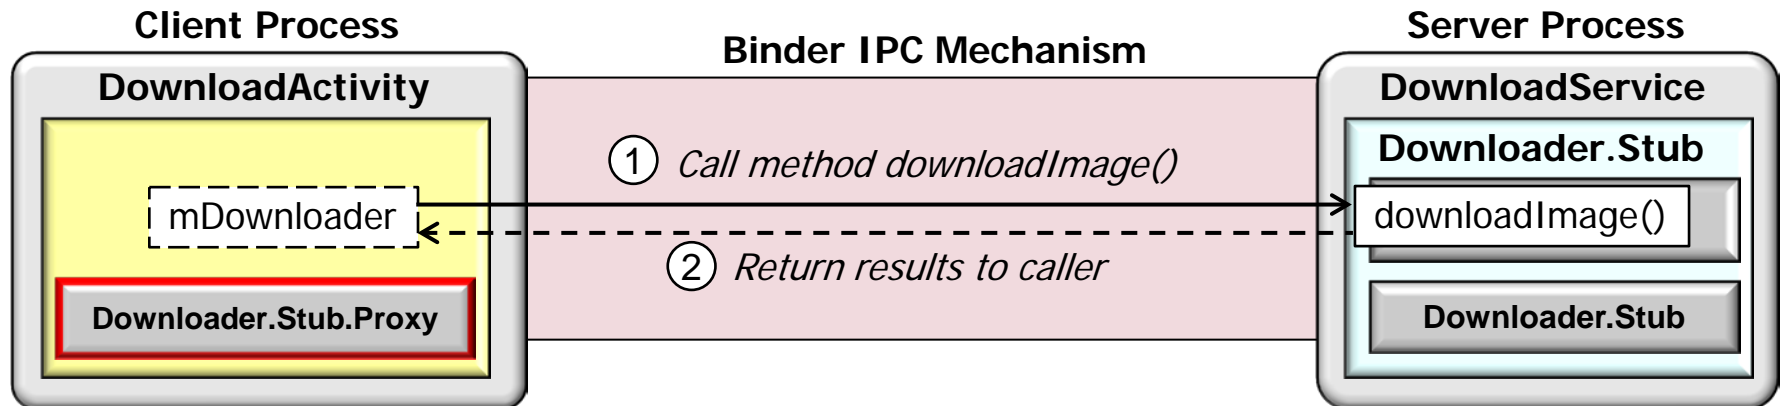 Client Process
Binder IPC Mechanism
Server Process
DownloadActivity
DownloadService
Downloader.Stub
1 Call method downloadImage()
mDownloader
downloadImage()
2 Return results to caller
Downloader.Stub.Proxy
Downloader.Stub